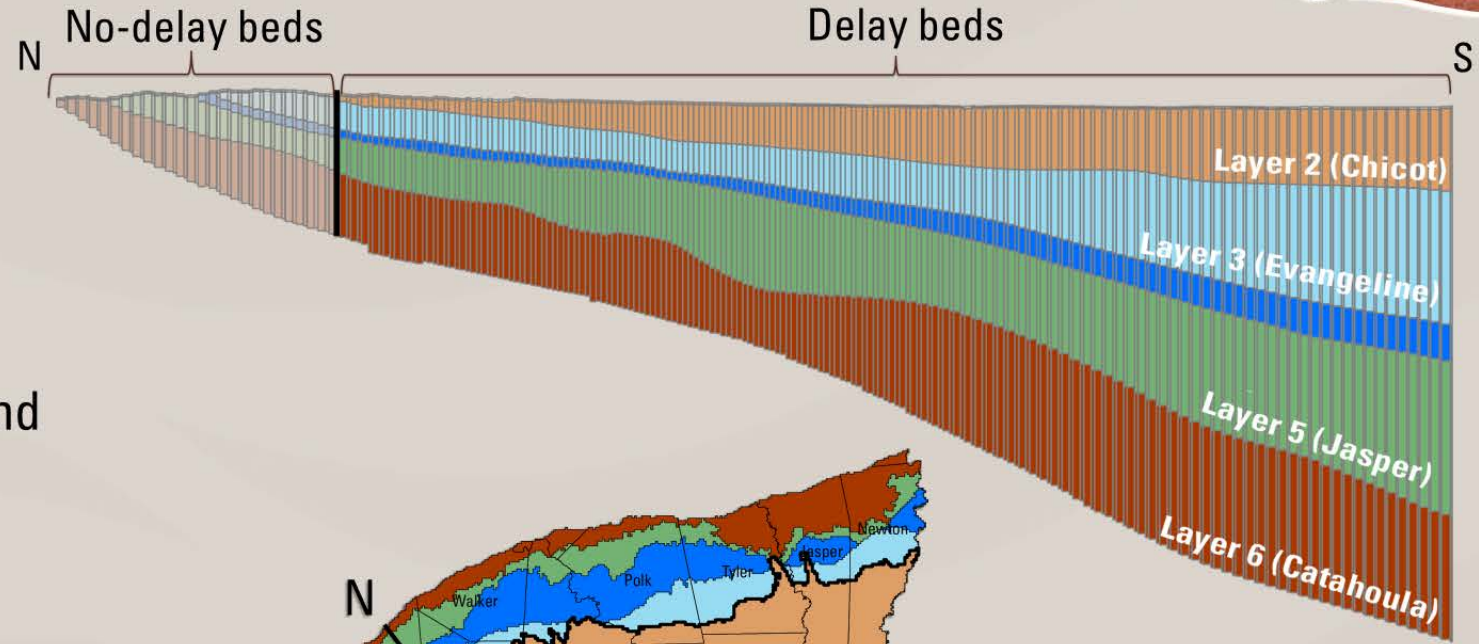 No-delay beds
Delay beds
N
S
Layer 2 (Chicot)
Layer 3 (Evangeline)
Layer 5 (Jasper)
Layer 6 (Catahoula)
nd
Newton
Jasper
Tyler
Polk
Walker
N